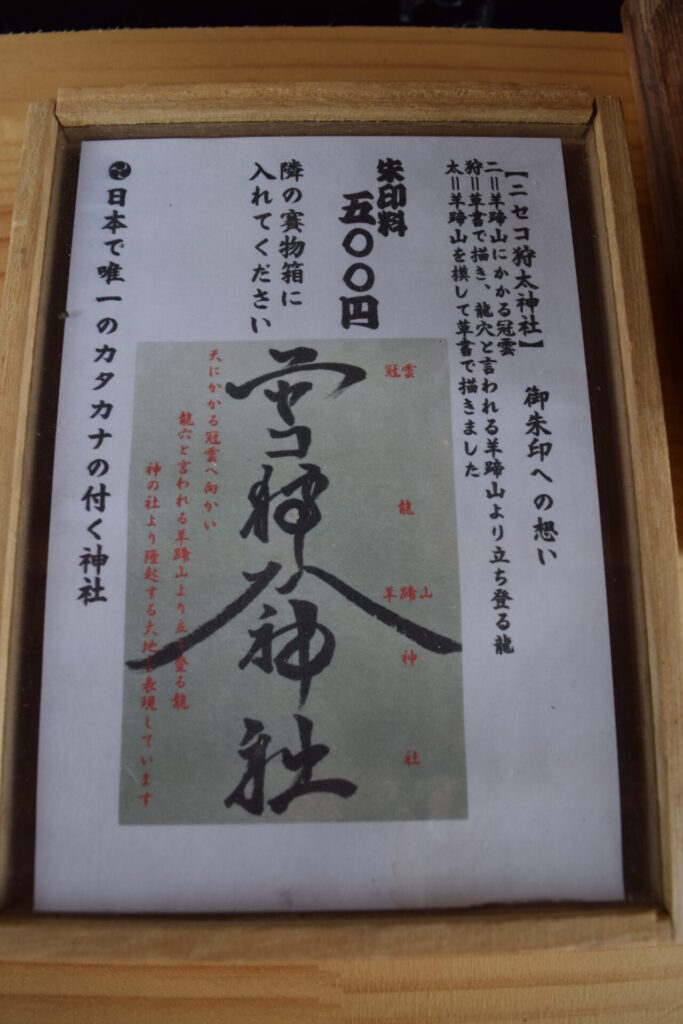 【ニセコ狩太神社】 御朱印への想い
ニ＝羊蹄山にかかる冠雲
狩＝草書で描き、龍穴と言われる羊蹄山より立ち登る龍
太＝羊蹄山を模して草書で描きました
朱印料
五〇〇円
隣の賽物箱に
入れてください
日本で唯一のカタカナの付く神社
冠雲
龍
羊蹄山
神
社
ニセコ狩太神社
天にかかる冠雲へ向かい
龍穴と言われる羊蹄山より立ち登る龍
神の社より隆起する大地を表現しています